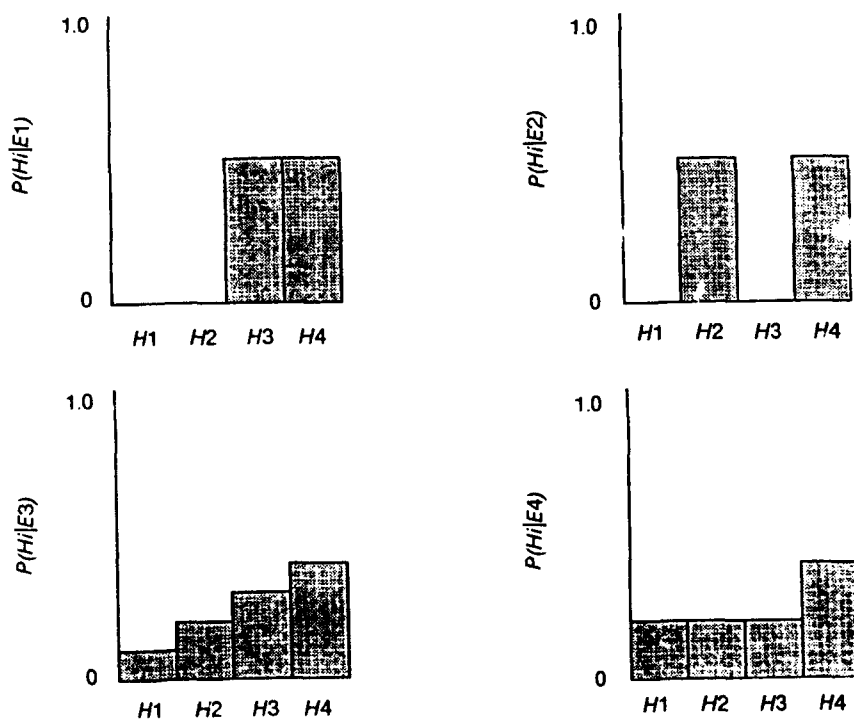 1.0
P(Hi|E1)
0
H1 H2 H3 H4
1.0
P(Hi|E2)
0
H1 H2 H3 H4
1.0
P(Hi|E3)
0
H1 H2 H3 H4
1.0
P(Hi|E4)
0
H1 H2 H3 H4